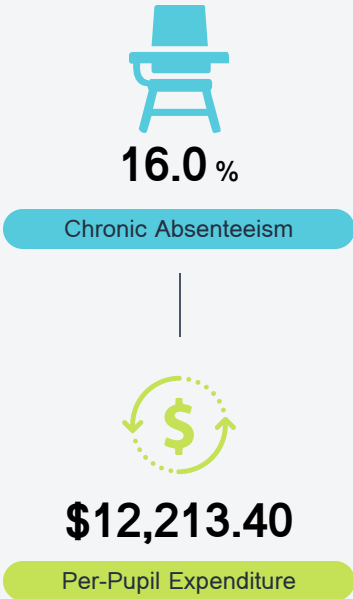 16.0 %
Chronic Absenteeism
$
$12,213.40
Per-Pupil Expenditure